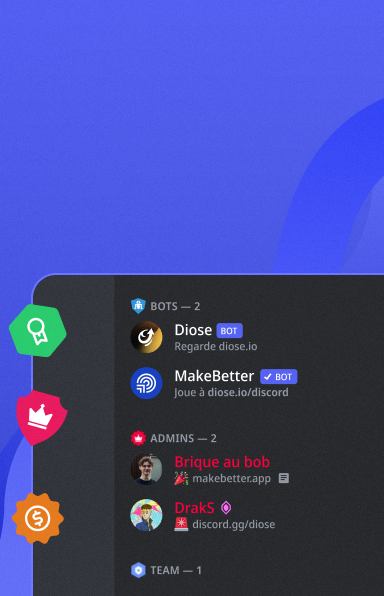 BOTS — 2
Diose BOT
Regarde diose.io
MakeBetter BOT
Joue à diose.io/discord
ADMINS — 2
Brique au bob
makebetter.app
DrakS
discord.gg/diose
TEAM — 1